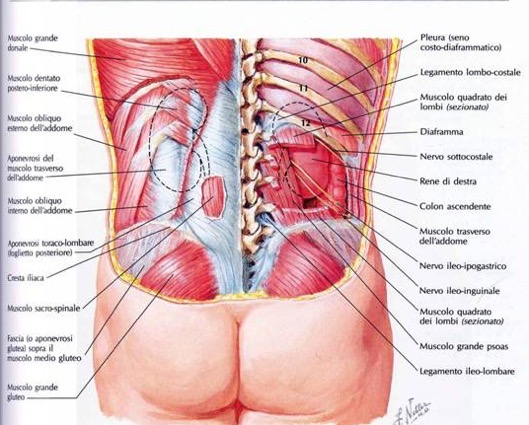 Muscolo grande
dorsale
Muscolo dentato
postero-inferiore
Muscolo obliquo
esterno dell'addome
Aponevrosi del
muscolo trasverso
dell'addome
Muscolo obliquo
interno dell'addome
Aponevrosi toraco-lombare
(foglietto posteriore)
Cresta iliaca
Muscolo sacro-spinale
Fascia (o aponevrosi
glutea) sopra il
muscolo medio gluteo
Muscolo grande
gluteo
10
11
12
Pleura (seno
costo-diaframmatico)
Legamento lombo-costale
Muscolo quadrato dei
lombi (sezionato)
Diaframma
Nervo sottocostale
Rene di destra
Colon ascendente
Muscolo trasverso
dell'addome
Nervo ileo-ipogastrico
Nervo ileo-inguinale
Muscolo quadrato
dei lombi (sezionato)
Muscolo grande psoas
Legamento ileo-lombare
F. Netter